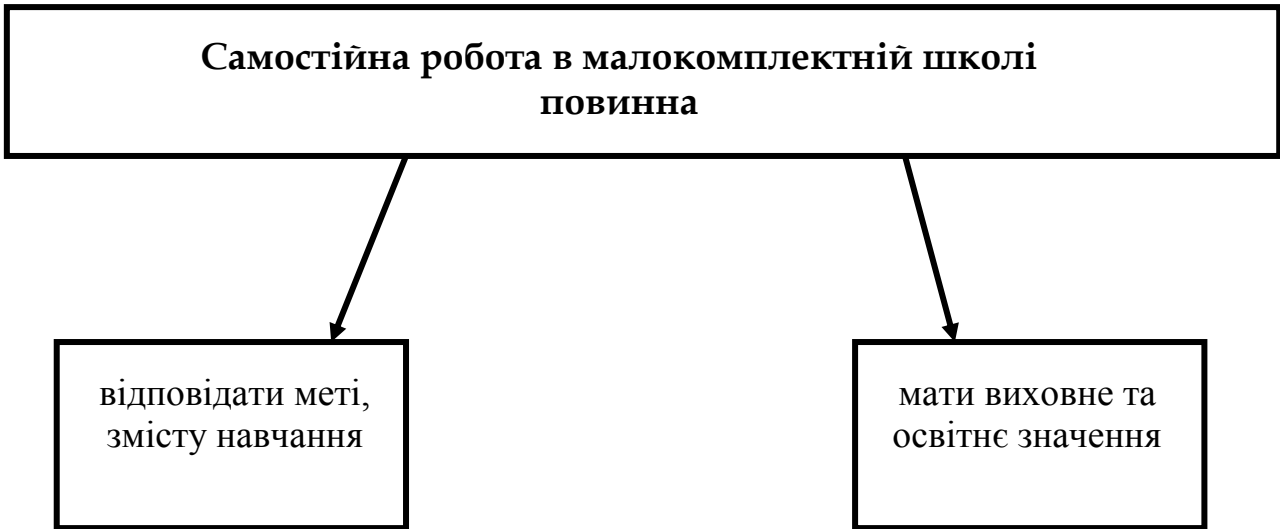 Самостійна робота в малокомплектній школі
повинна
відповідати меті,
змісту навчання
мати виховне та
освітнє значення